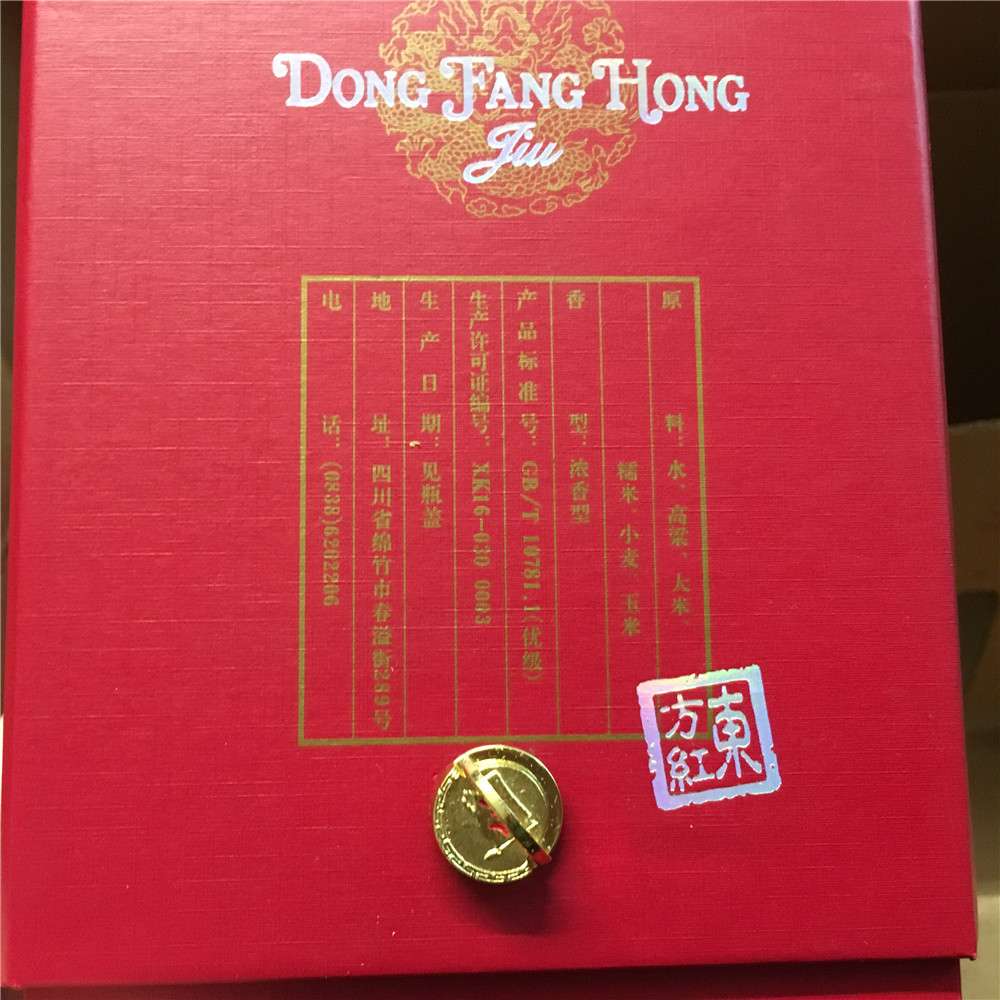 DONG FANG HONG
Jiu
原料：水、高粱、大米、
糯米、小麦、玉米
香型：浓香型
产品标准号：GB/T 10781.1(优级)
生产许可证编号：XK16-030 0083
生产日期：见瓶盖
地址：四川省绵竹市春溢街289号
电话：(0838)6202206
東方紅